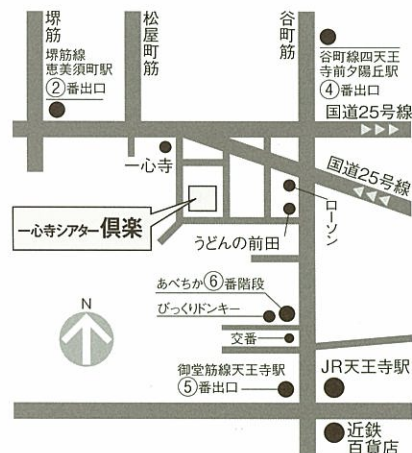 堺筋
松屋町筋
谷町筋
堺筋線
恵美須町駅
②番出口
谷町線四天王
寺前夕陽丘駅
④番出口
国道25号線
一心寺
国道25号線
ローソン
一心寺シアター倶楽
うどんの前田
あべちか⑥番階段
びっくりドンキー
交番
N
御堂筋線天王寺駅
⑤番出口
JR天王寺駅
近鉄
百貨店